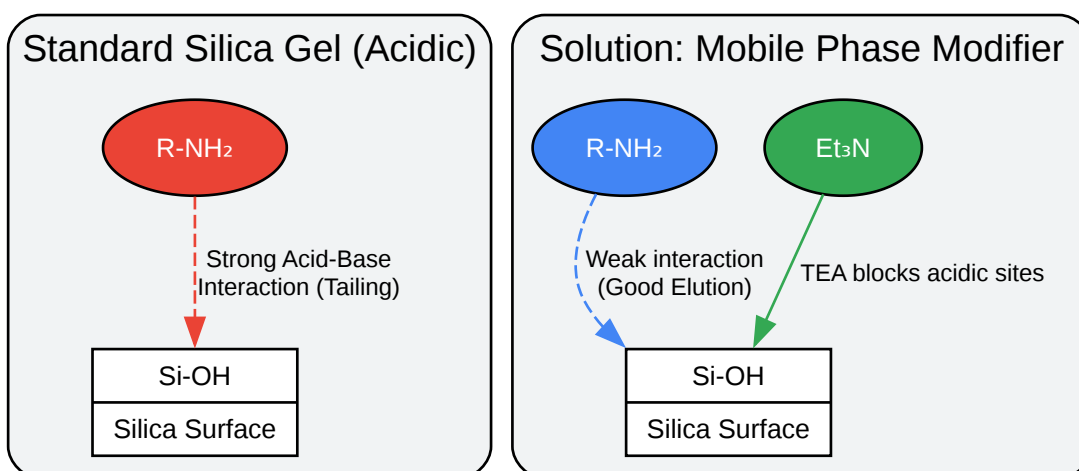 Standard Silica Gel (Acidic)
R-NH₂
Strong Acid-Base
Interaction (Tailing)
Si-OH
Silica Surface
Solution: Mobile Phase Modifier
R-NH₂
Et₃N
Weak interaction
(Good Elution)
TEA blocks acidic sites
Si-OH
Silica Surface